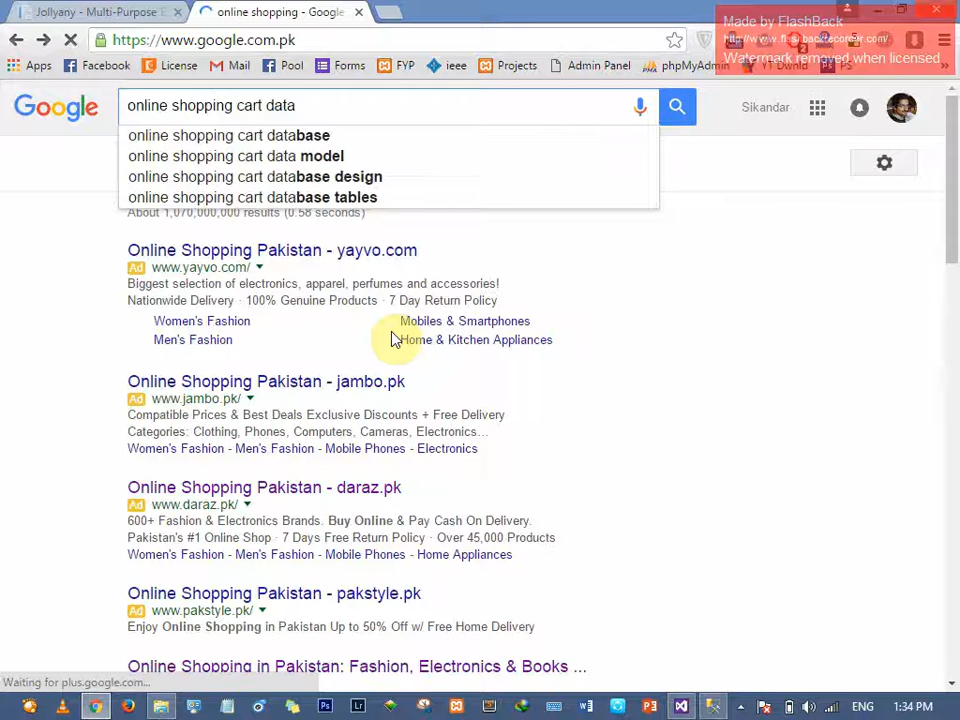 Jollyany - Multi-Purpose E
online shopping - Google
Made by FlashBack
Watermark removed when licensed
https://www.google.com.pk
Apps
Facebook
License
Mail
Pool
Forms
FYP
ieee
Projects
Admin Panel
phpMyAdmin
YT Dwnld
PS
Google
online shopping cart data
Sikandar
online shopping cart database
online shopping cart data model
online shopping cart database design
online shopping cart database tables
About 1,070,000,000 results (0.58 seconds)
Online Shopping Pakistan - yayvo.com
Ad www.yayvo.com/
Biggest selection of electronics, apparel, perfumes and accessories!
Nationwide Delivery · 100% Genuine Products · 7 Day Return Policy
Women's Fashion
Mobiles & Smartphones
Men's Fashion
Home & Kitchen Appliances
Online Shopping Pakistan - jambo.pk
Ad www.jambo.pk/
Compatible Prices & Best Deals Exclusive Discounts + Free Delivery
Categories: Clothing, Phones, Computers, Cameras, Electronics…
Women's Fashion - Men's Fashion - Mobile Phones - Electronics
Online Shopping Pakistan - daraz.pk
Ad www.daraz.pk/
600+ Fashion & Electronics Brands. Buy Online & Pay Cash On Delivery.
Pakistan's #1 Online Shop · 7 Days Free Return Policy · Over 45,000 Products
Women's Fashion - Men's Fashion - Mobile Phones - Home Appliances
Online Shopping Pakistan - pakstyle.pk
Ad www.pakstyle.pk/
Enjoy Online Shopping in Pakistan Up to 50% Off w/ Free Home Delivery
Online Shopping in Pakistan: Fashion, Electronics & Books ...
Waiting for plus.google.com...
ENG
1:34 PM